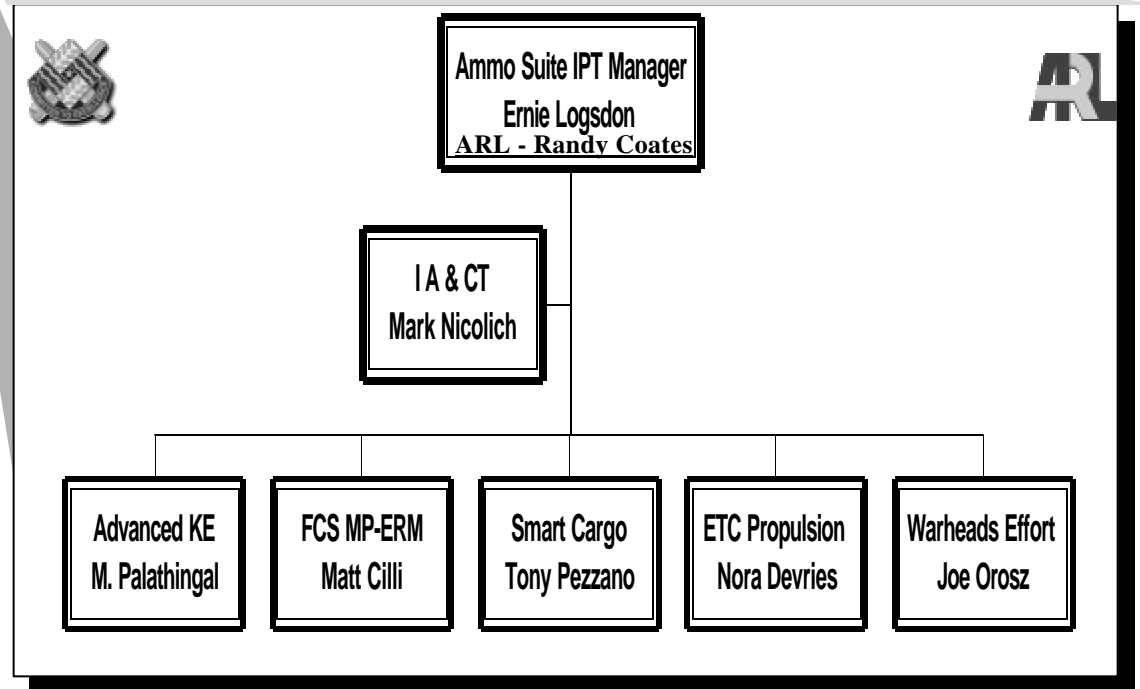 Ammo Suite IPT Manager
Ernie Logsdon
ARL - Randy Coates
ARL
I A & CT
Mark Nicolich
Advanced KE
M. Palathingal
FCS MP-ERM
Matt Cilli
Smart Cargo
Tony Pezzano
ETC Propulsion
Nora Devries
Warheads Effort
Joe Orosz